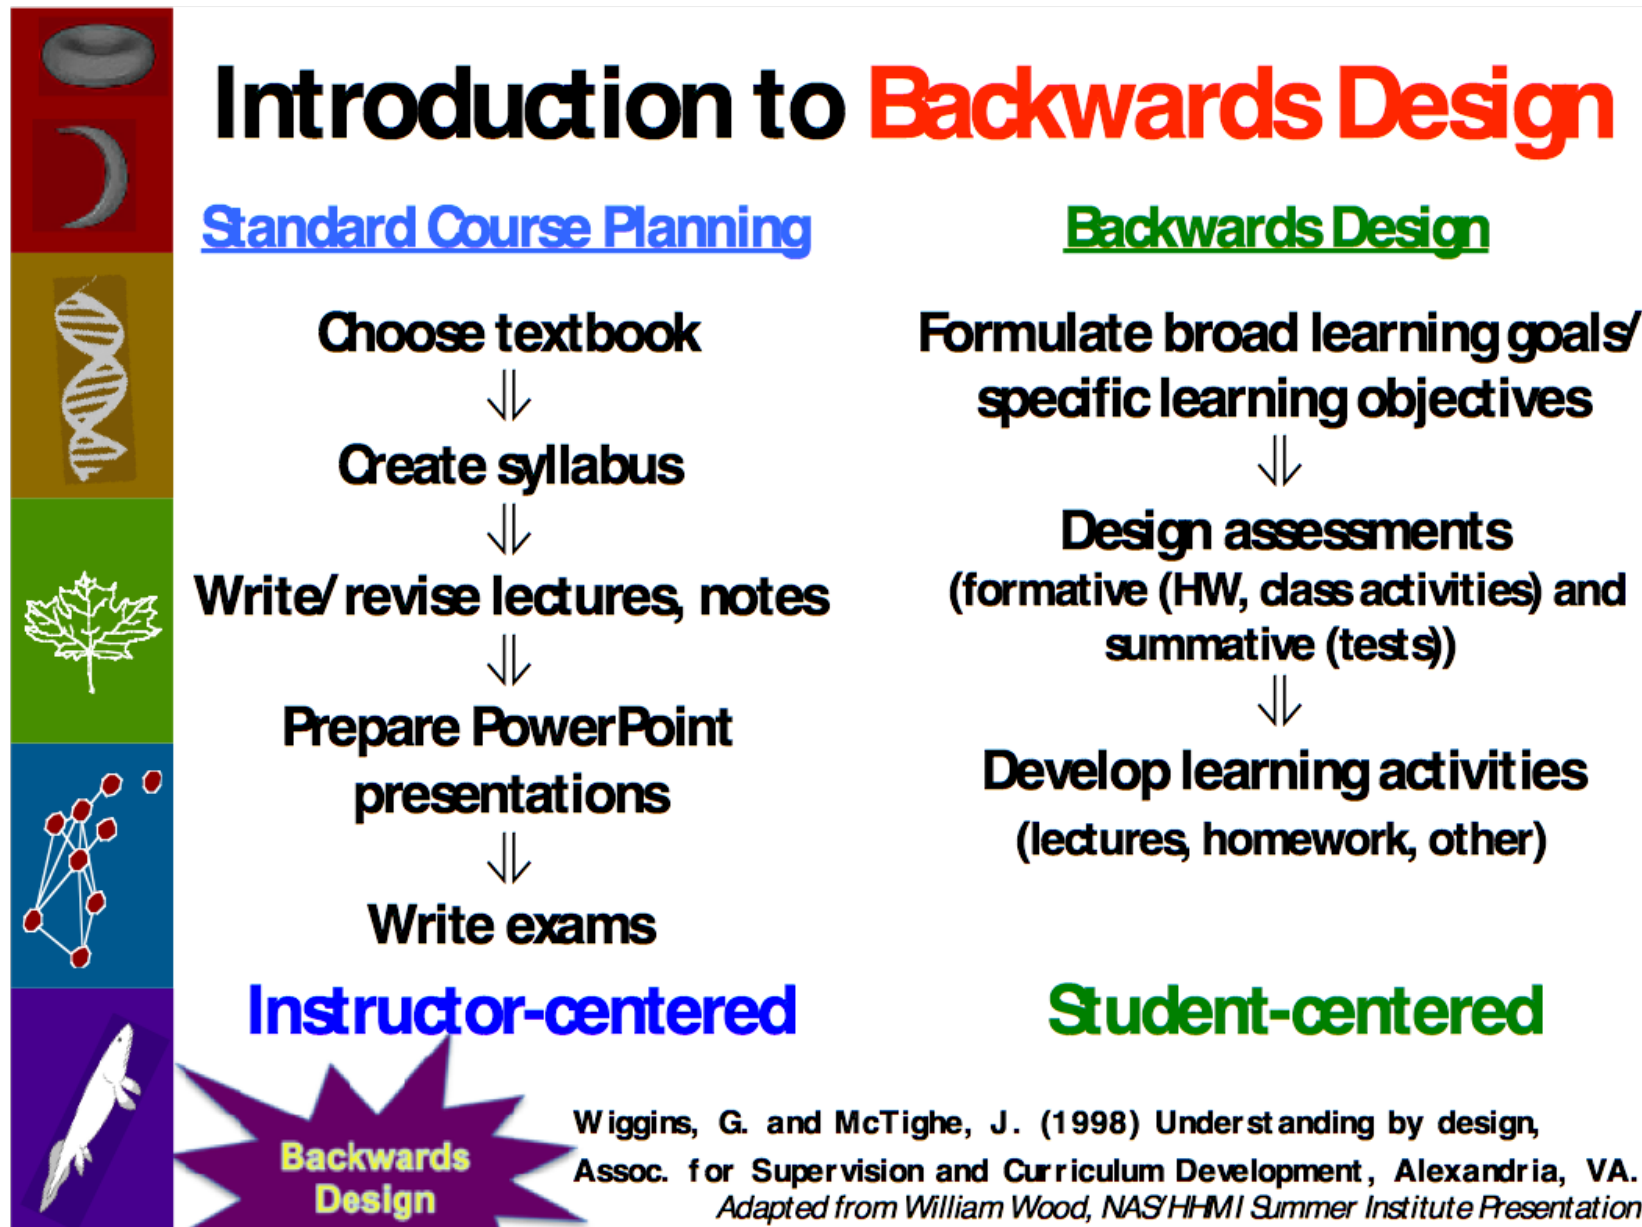 Introduction to Backwards Design
Standard Course Planning
Choose textbook
⇓
Create syllabus
⇓
Write/revise lectures, notes
⇓
Prepare PowerPoint
presentations
⇓
Write exams
Instructor-centered
Backwards Design
Formulate broad learning goals/
specific learning objectives
⇓
Design assessments
(formative (HW, class activities) and
summative (tests))
⇓
Develop learning activities
(lectures, homework, other)
Student-centered
Backwards
Design
Wiggins, G. and McTighe, J. (1998) Understanding by design,
Assoc. for Supervision and Curriculum Development, Alexandria, VA.
Adapted from William Wood, NAS/HHMI Summer Institute Presentation